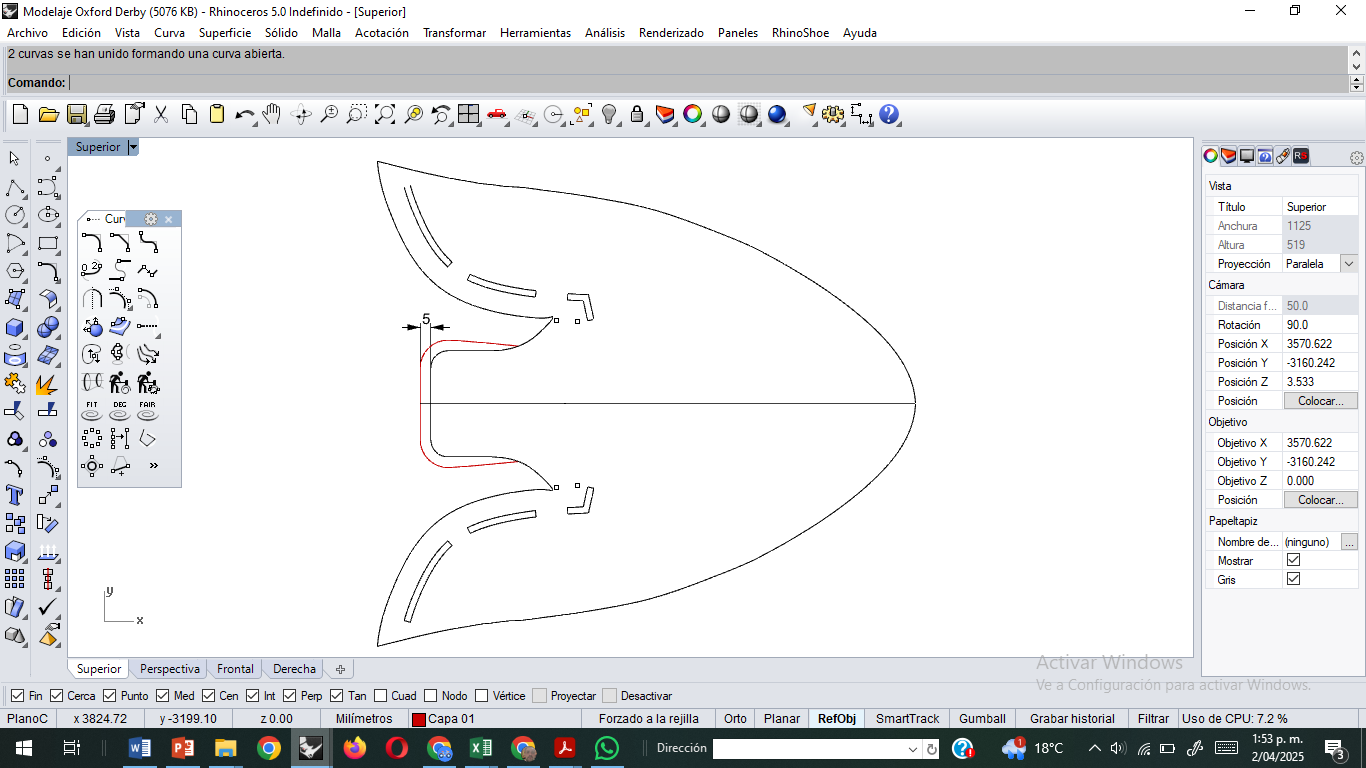 Modelaje Oxford Derby (5076 KB) - Rhinoceros 5.0 Indefinido - [Superior]
Archivo Edición Vista Curva Superficie Sólido Malla Acotación Transformar Herramientas Análisis Renderizado Paneles RhinoShoe Ayuda
2 curvas se han unido formando una curva abierta.
Comando:
Superior
Curv
FIT DEG FAIR
5
y
x
Vista
Título Superior
Anchura 1125
Altura 519
Proyección Paralela
Cámara
Distancia f... 50.0
Rotación 90.0
Posición X 3570.622
Posición Y -3160.242
Posición Z 3.533
Posición Colocar...
Objetivo
Objetivo X 3570.622
Objetivo Y -3160.242
Objetivo Z 0.000
Posición Colocar...
Papeltapiz
Nombre de... (ninguno) ...
Mostrar
Gris
Superior Perspectiva Frontal Derecha
Activar Windows
Ve a Configuración para activar Windows.
Fin Cerca Punto Med Cen Int Perp Tan Cuad Nodo Vértice Proyectar Desactivar
PlanoC x 3824.72 y -3199.10 z 0.00 Milímetros Capa 01 Forzado a la rejilla Orto Planar RefObj SmartTrack Gumball Grabar historial Filtrar Uso de CPU: 7.2 %
Dirección 1 18°C 1:53 p. m.
2/04/2025 3